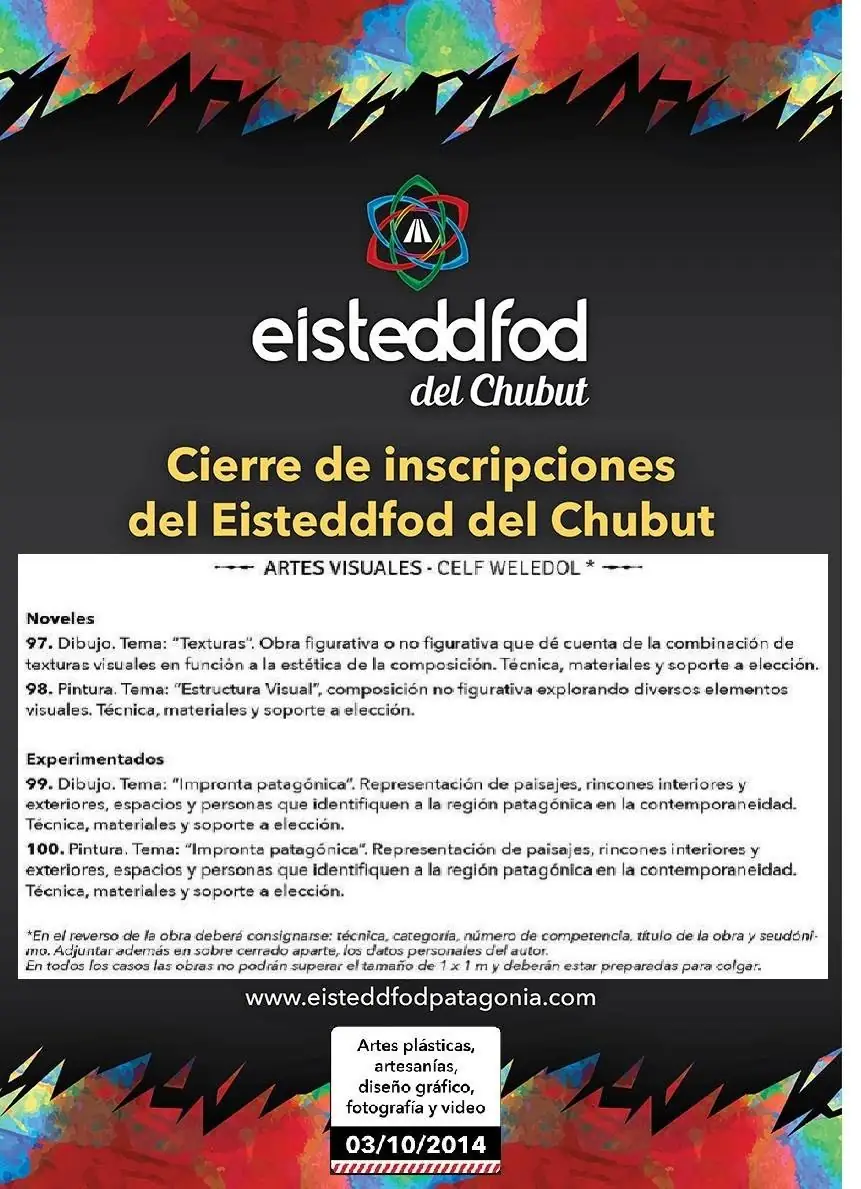 eisteddfod
del Chubut
Cierre de inscripciones
del Eisteddfod del Chubut
ARTES VISUALES - CELF WELEDOL *
Noveles
97. Dibujo. Tema: "Texturas". Obra figurativa o no figurativa que dé cuenta de la combinación de
texturas visuales en función a la estética de la composición. Técnica, materiales y soporte a elección.
98. Pintura. Tema: "Estructura Visual", composición no figurativa explorando diversos elementos
visuales. Técnica, materiales y soporte a elección.
Experimentados
99. Dibujo. Tema: "Impronta patagónica". Representación de paisajes, rincones interiores y
exteriores, espacios y personas que identifiquen a la región patagónica en la contemporaneidad.
Técnica, materiales y soporte a elección.
100. Pintura. Tema: "Impronta patagónica". Representación de paisajes, rincones interiores y
exteriores, espacios y personas que identifiquen a la región patagónica en la contemporaneidad.
Técnica, materiales y soporte a elección.
*En el reverso de la obra deberá consignarse: técnica, categoría, número de competencia, título de la obra y seudóni-
mo. Adjuntar además en sobre cerrado aparte, los datos personales del autor.
En todos los casos las obras no podrán superar el tamaño de 1 x 1 m y deberán estar preparadas para colgar.
www.eisteddfodpatagonia.com
Artes plásticas,
artesanías,
diseño gráfico,
fotografía y video
03/10/2014